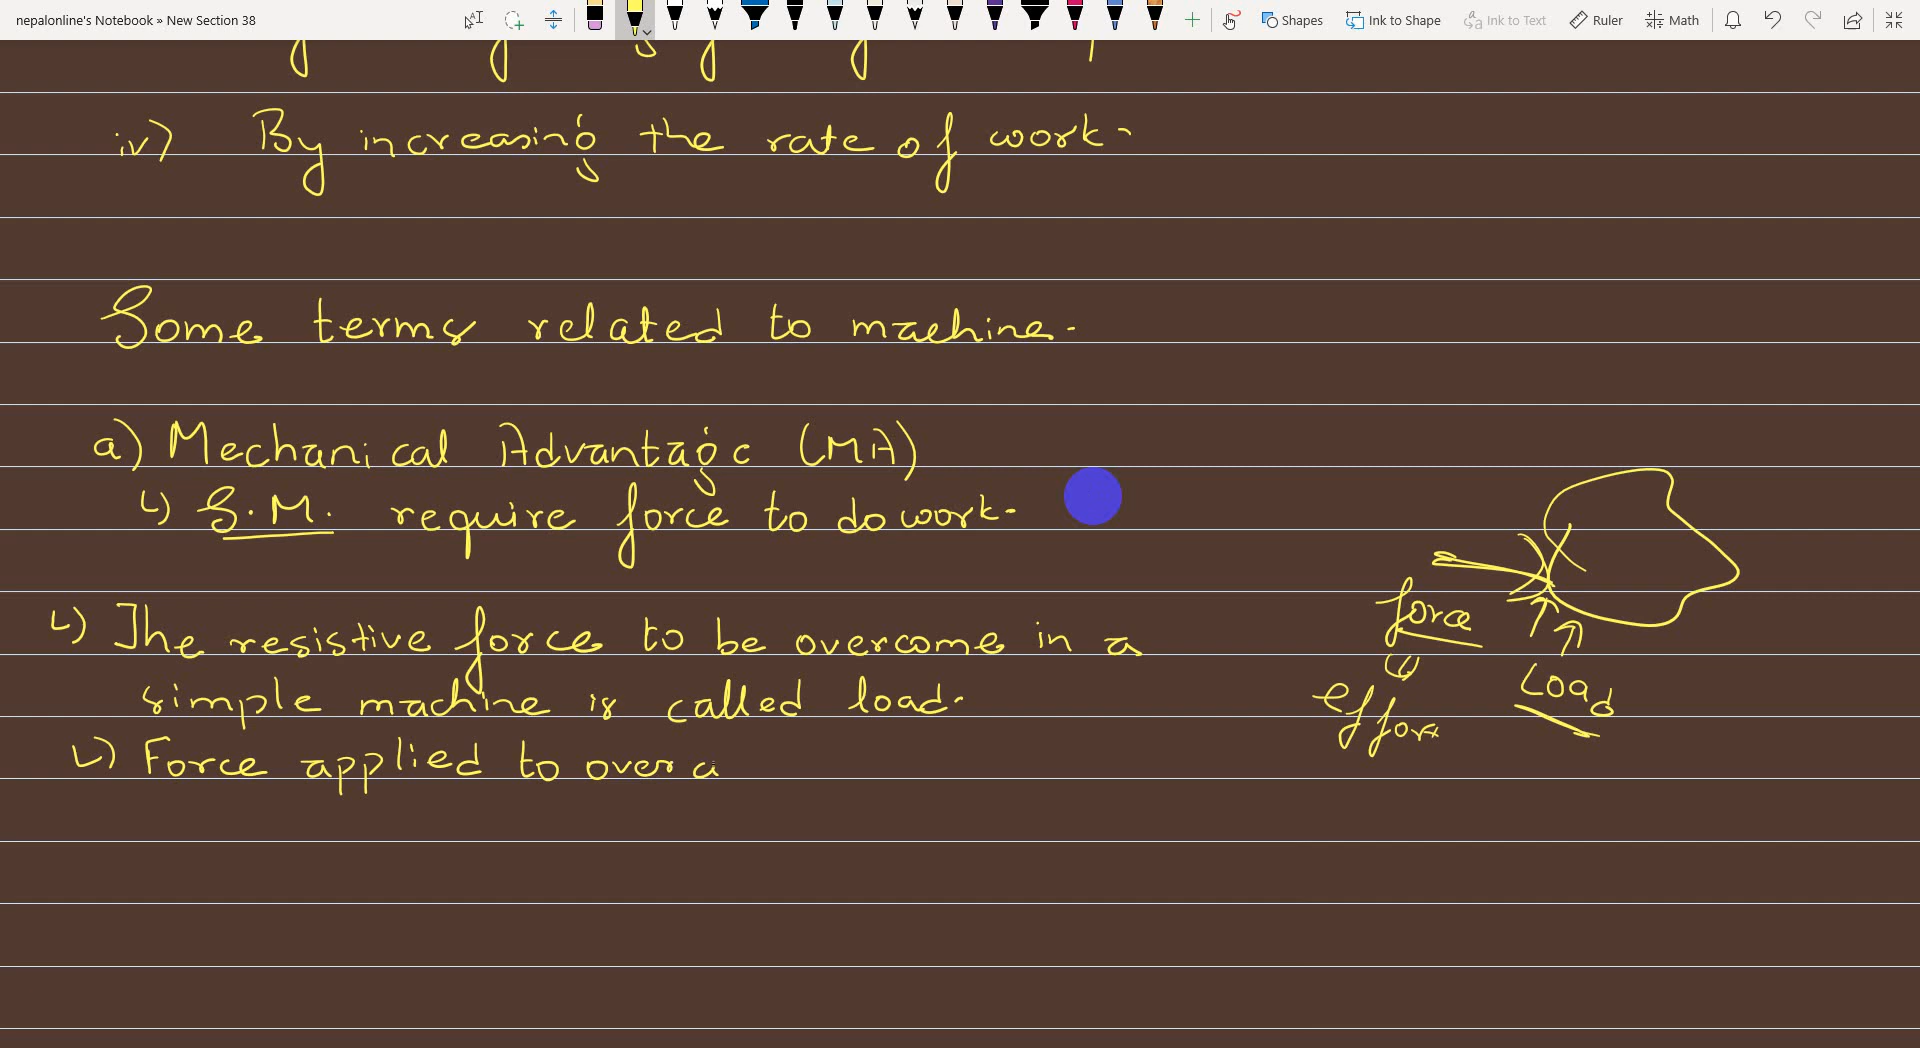 nepalonline's Notebook » New Section 38
Shapes
Ink to Shape
Ink to Text
Ruler
Math
iv) By increasing the rate of work.
Some terms related to machine.
a) Mechanical Advantage (MA)
S.M. require force to do work.
The resistive force to be overcome in a
simple machine is called load.
Force applied to over
force
effort
Load